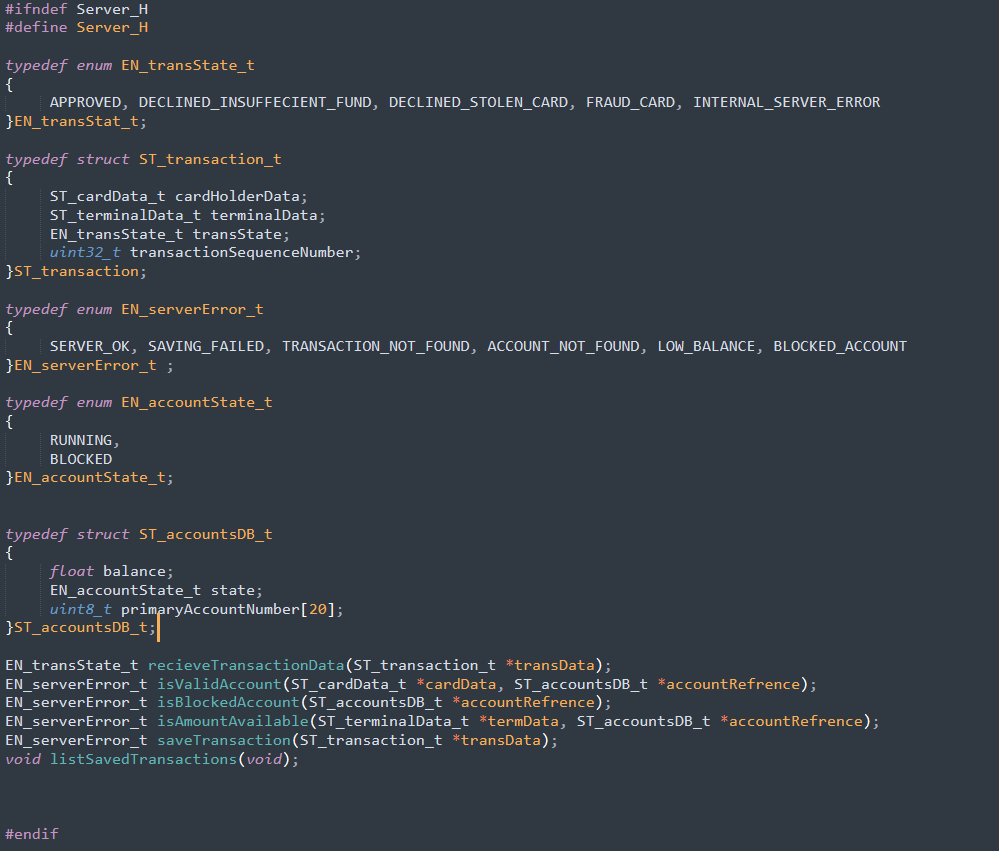 #ifndef Server_H
#define Server_H
typedef enum EN_transState_t
{
APPROVED, DECLINED_INSUFFECIENT_FUND, DECLINED_STOLEN_CARD, FRAUD_CARD, INTERNAL_SERVER_ERROR
}EN_transStat_t;
typedef struct ST_transaction_t
{
ST_cardData_t cardHolderData;
ST_terminalData_t terminalData;
EN_transState_t transState;
uint32_t transactionSequenceNumber;
}ST_transaction;
typedef enum EN_serverError_t
{
SERVER_OK, SAVING_FAILED, TRANSACTION_NOT_FOUND, ACCOUNT_NOT_FOUND, LOW_BALANCE, BLOCKED_ACCOUNT
}EN_serverError_t ;
typedef enum EN_accountState_t
{
RUNNING,
BLOCKED
}EN_accountState_t;
typedef struct ST_accountsDB_t
{
float balance;
EN_accountState_t state;
uint8_t primaryAccountNumber[20];
}ST_accountsDB_t;
EN_transState_t recieveTransactionData(ST_transaction_t *transData);
EN_serverError_t isValidAccount(ST_cardData_t *cardData, ST_accountsDB_t *accountRefrence);
EN_serverError_t isBlockedAccount(ST_accountsDB_t *accountRefrence);
EN_serverError_t isAmountAvailable(ST_terminalData_t *termData, ST_accountsDB_t *accountRefrence);
EN_serverError_t saveTransaction(ST_transaction_t *transData);
void listSavedTransactions(void);
#endif